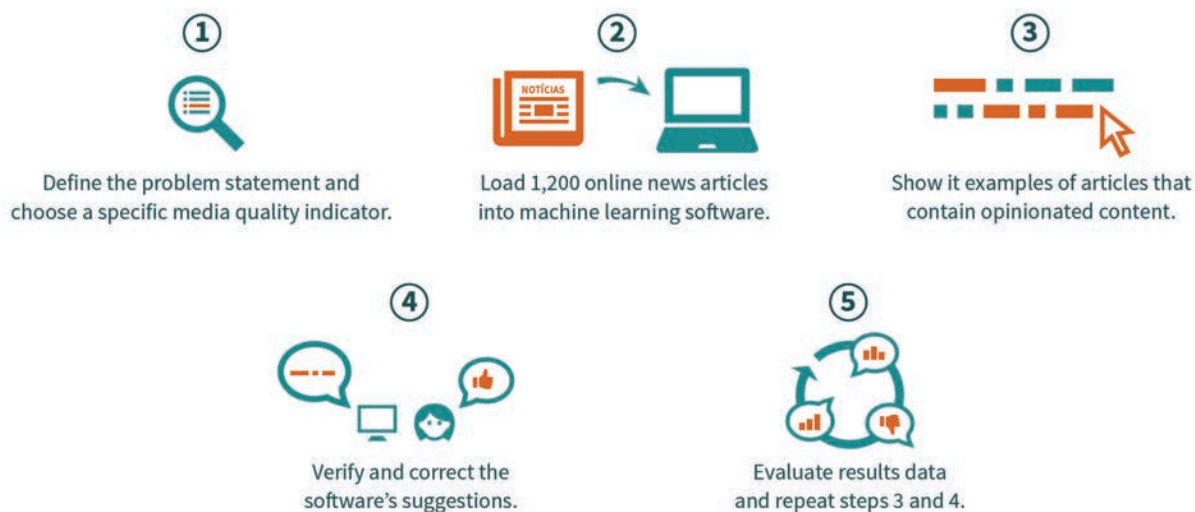 1
2
3
NOTÍCIAS
Define the problem statement and
choose a specific media quality indicator.
Load 1,200 online news articles
into machine learning software.
Show it examples of articles that
contain opinionated content.
4
5
Verify and correct the
software’s suggestions.
Evaluate results data
and repeat steps 3 and 4.